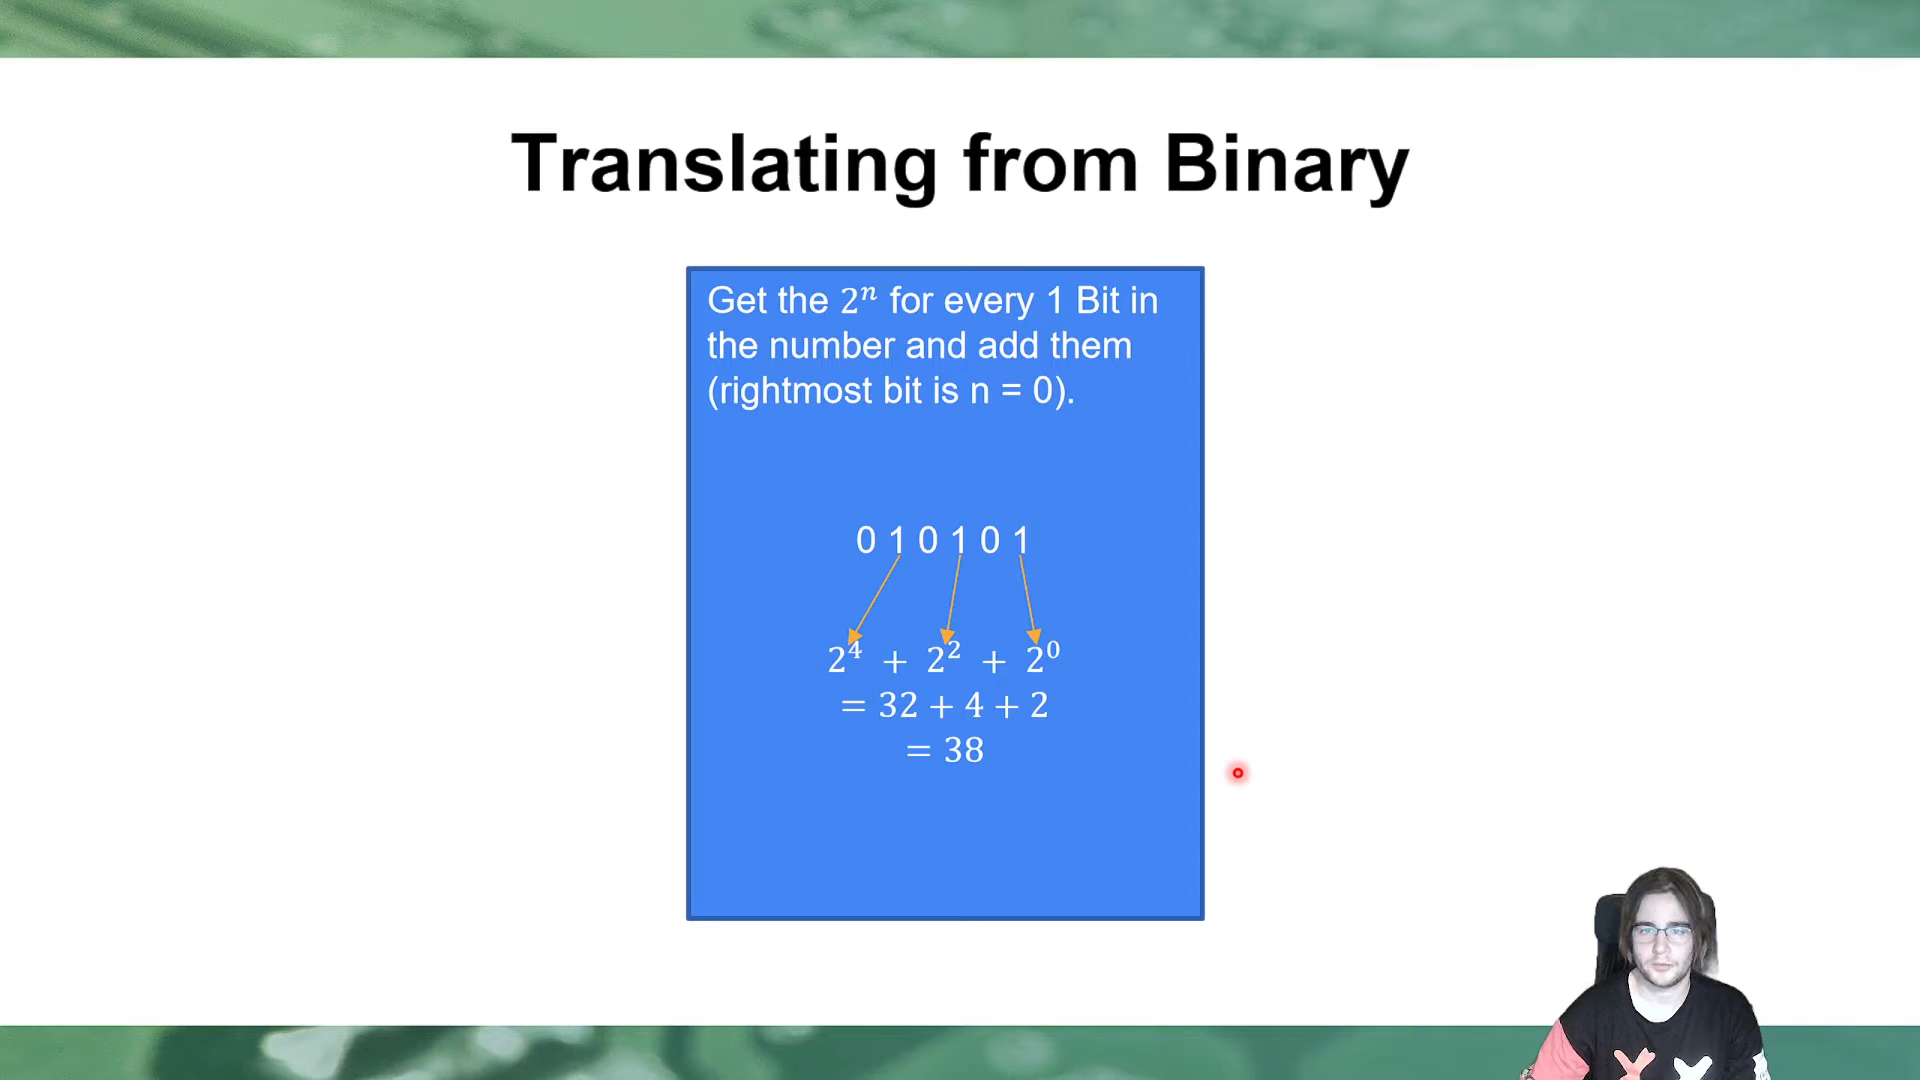 Translating from Binary
Get the 2ⁿ for every 1 Bit in
the number and add them
(rightmost bit is n = 0).
0 1 0 1 0 1
2⁴ + 2² + 2⁰
= 32 + 4 + 2
= 38